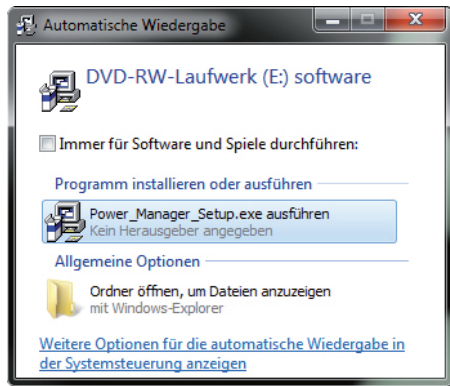 Automatische Wiedergabe
DVD-RW-Laufwerk (E:) software
Immer für Software und Spiele durchführen:
Programm installieren oder ausführen
Power_Manager_Setup.exe ausführen
Kein Herausgeber angegeben
Allgemeine Optionen
Ordner öffnen, um Dateien anzuzeigen
mit Windows-Explorer
Weitere Optionen für die automatische Wiedergabe in
der Systemsteuerung anzeigen